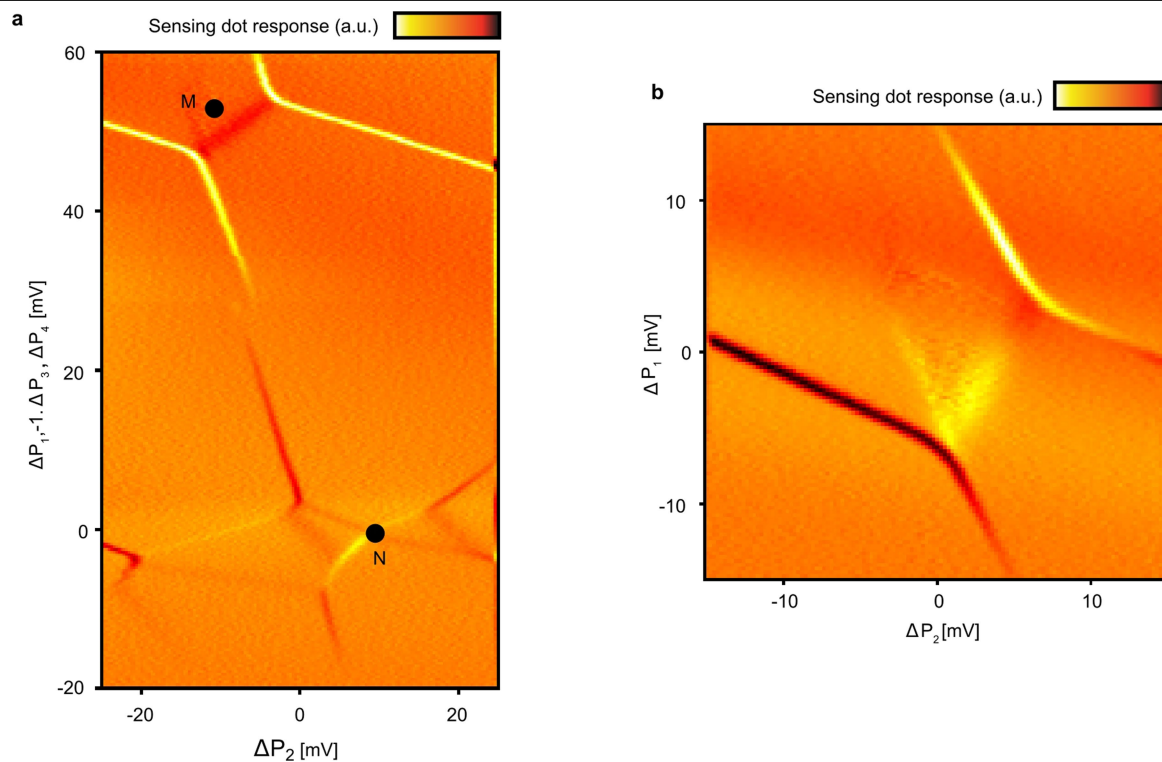 a
Sensing dot response (a.u.)
60
40
20
0
-20
M
N
ΔP1,-1.ΔP3, ΔP4 [mV]
-20 0 20
ΔP2 [mV]
b
Sensing dot response (a.u.)
10
0
-10
ΔP1 [mV]
-10 0 10
ΔP2[mV]